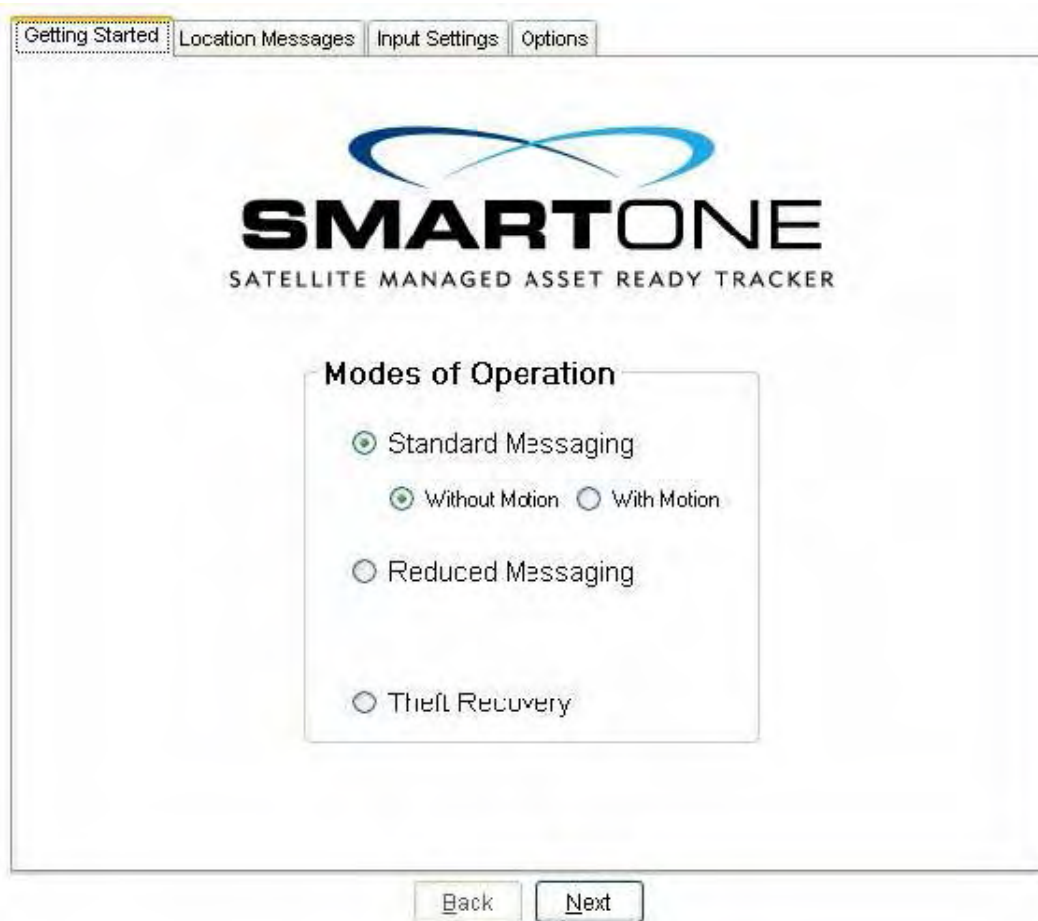 Getting Started Location Messages Input Settings Options
SMARTONE
SATELLITE MANAGED ASSET READY TRACKER
Modes of Operation
Standard Messaging
Without Motion With Motion
Reduced Messaging
Theft Recovery
Back Next